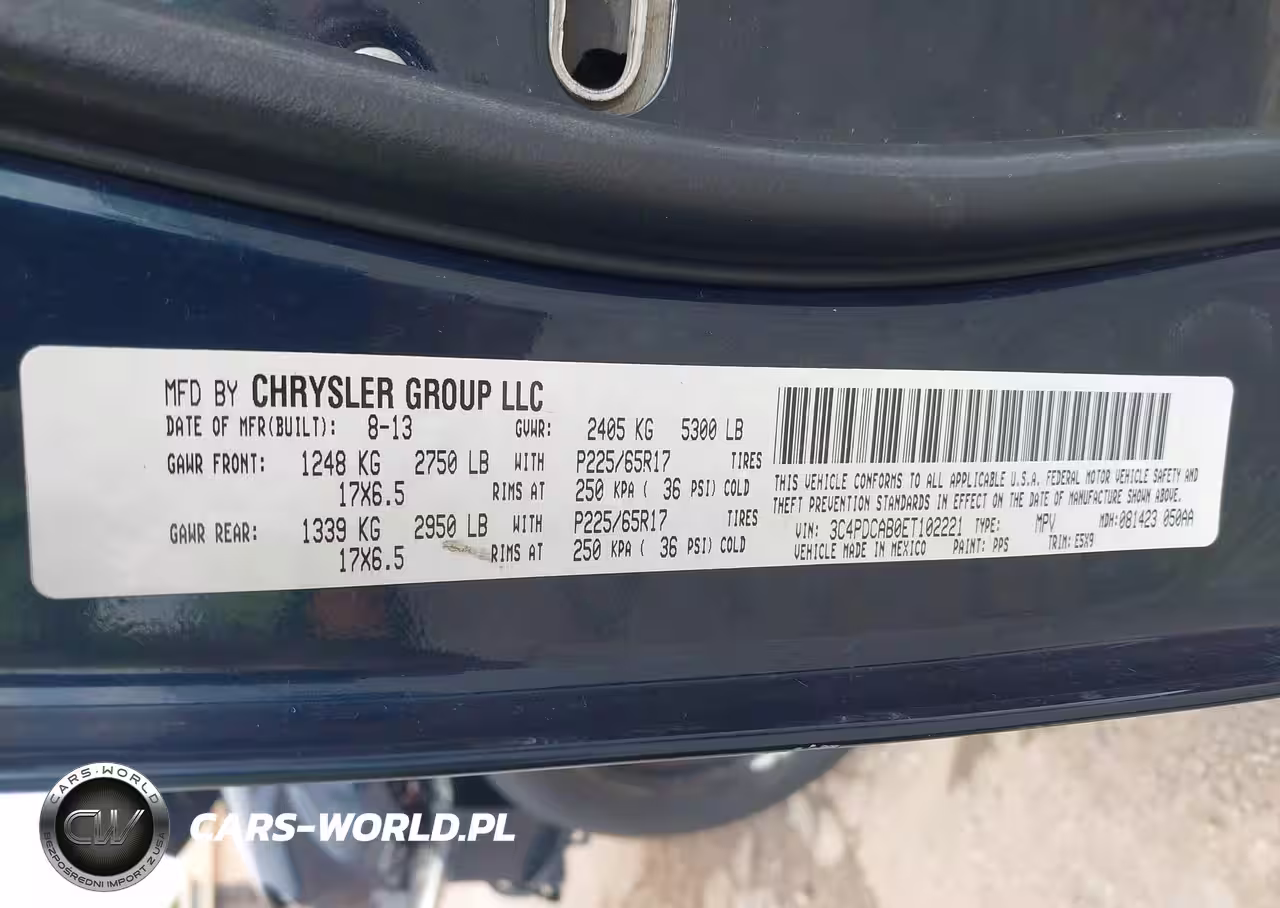 MFD BY CHRYSLER GROUP LLC
DATE OF MFR(BUILT): 8-13 GVWR: 2405 KG 5300 LB
GAWR FRONT: 1248 KG 2750 LB WITH P225/65R17 TIRES
17X6.5 RIMS AT 250 KPA ( 36 PSI) COLD
GAWR REAR: 1339 KG 2950 LB WITH P225/65R17 TIRES
17X6.5 RIMS AT 250 KPA ( 36 PSI) COLD
THIS VEHICLE CONFORMS TO ALL APPLICABLE U.S.A. FEDERAL MOTOR VEHICLE SAFETY AND
THEFT PREVENTION STANDARDS IN EFFECT ON THE DATE OF MANUFACTURE SHOWN ABOVE.
VIN: 3C4PDCAB0ET102221 TYPE: MPV MDH:081423 050AA
VEHICLE MADE IN MEXICO PAINT: PPS TRIM: E5X9
CARS-WORLD
CW
BEZPOŚREDNI IMPORT Z USA
CARS-WORLD.PL